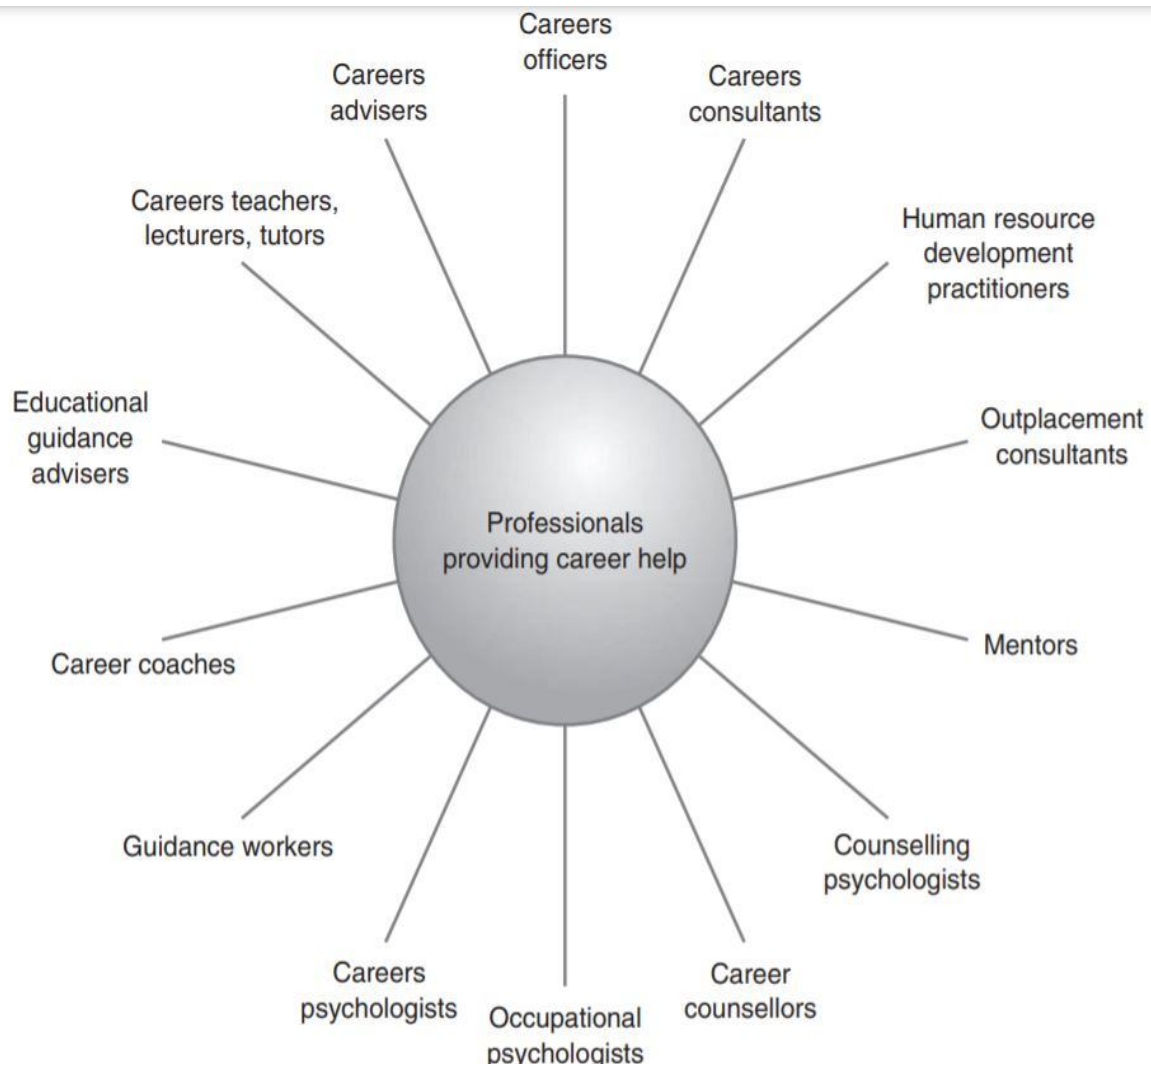 Careers
officers
Careers
advisers
Careers
consultants
Careers teachers,
lecturers, tutors
Human resource
development
practitioners
Educational
guidance
advisers
Outplacement
consultants
Professionals
providing career help
Career coaches
Mentors
Guidance workers
Counselling
psychologists
Careers
psychologists
Occupational
psychologists
Career
counsellors